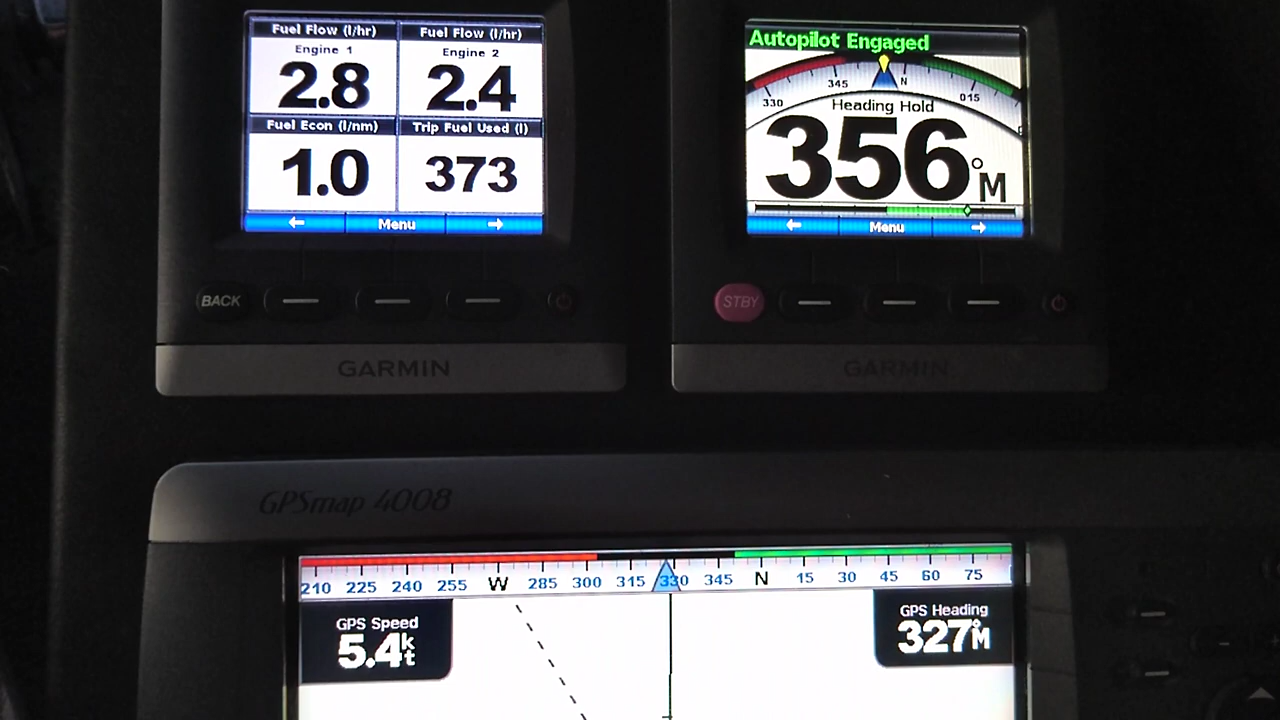 Fuel Flow (l/hr)
Engine 1
2.8
Fuel Flow (l/hr)
Engine 2
2.4
Fuel Econ (l/nm)
1.0
Trip Fuel Used (l)
373
← Menu →
BACK
GARMIN
Autopilot Engaged
330 345 N 015
Heading Hold
356°M
← Menu →
STBY
GARMIN
GPSmap 4008
210 225 240 255 W 285 300 315 330 345 N 15 30 45 60 75
GPS Speed
5.4kt
GPS Heading
327°M